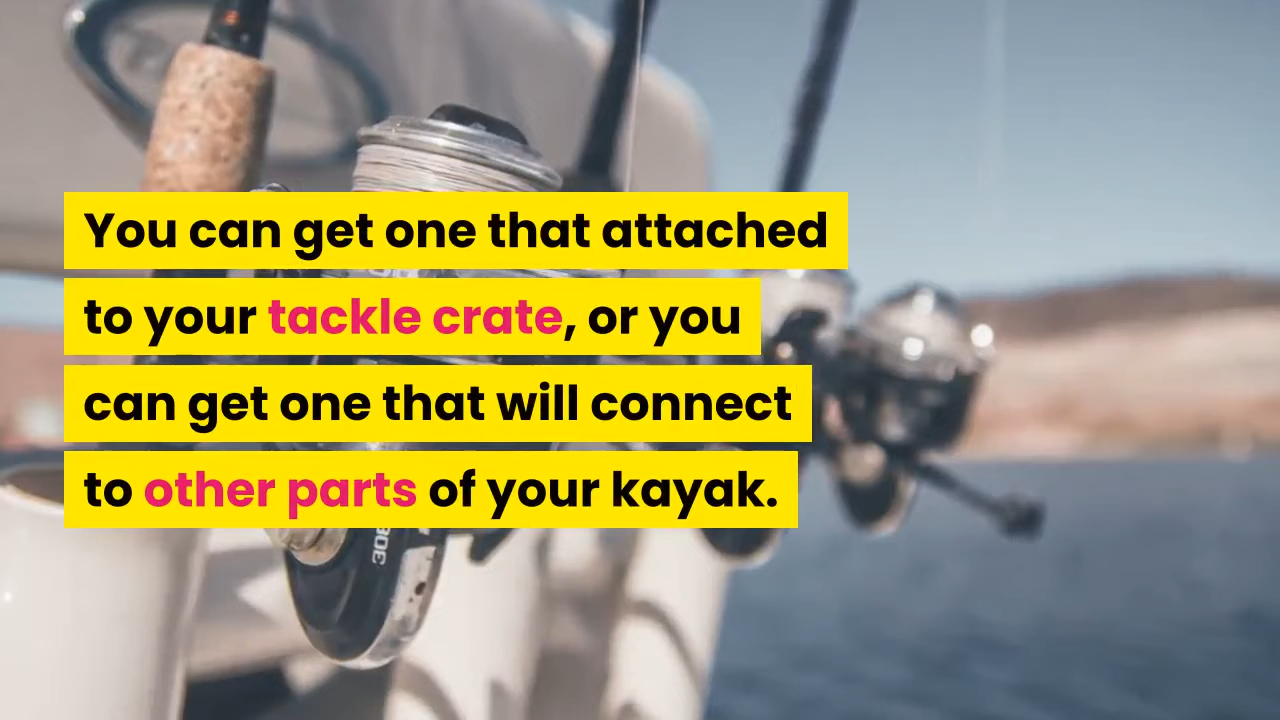 You can get one that attached
to your tackle crate, or you
can get one that will connect
to other parts of your kayak.